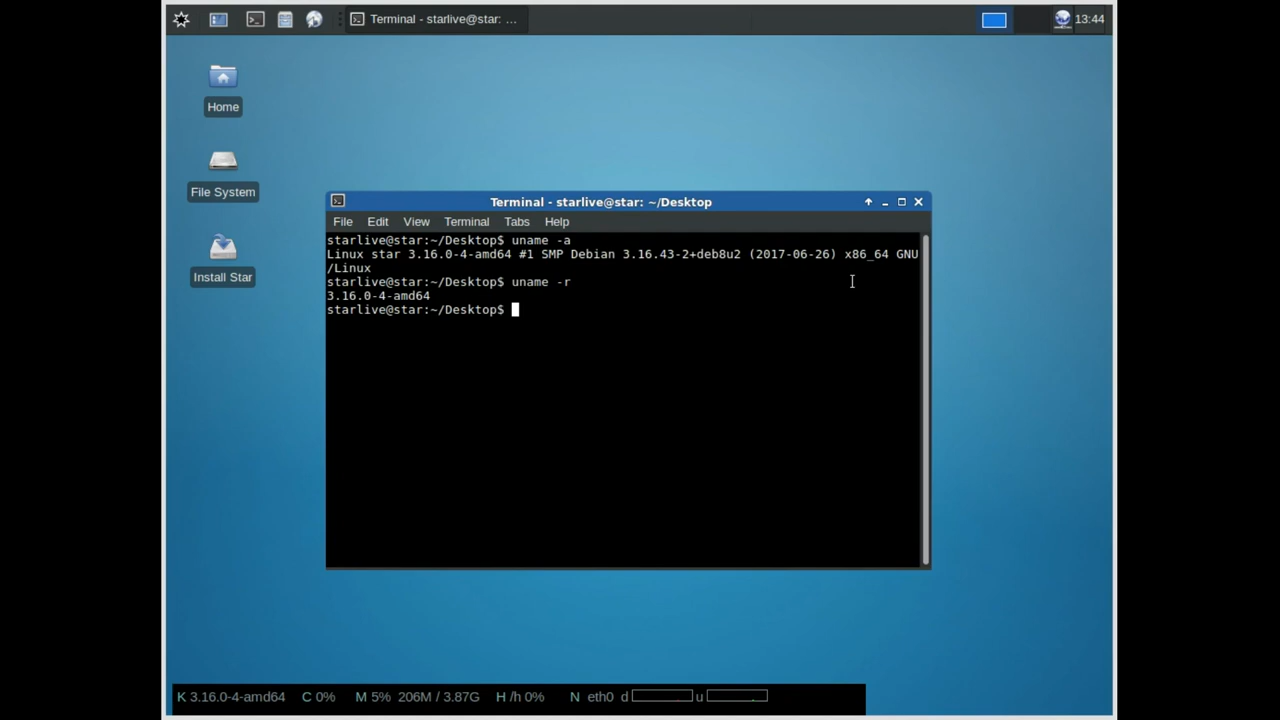 Terminal - starlive@star: ...
13:44
Home
File System
Install Star
Terminal - starlive@star: ~/Desktop
File Edit View Terminal Tabs Help
starlive@star:~/Desktop$ uname -a
Linux star 3.16.0-4-amd64 #1 SMP Debian 3.16.43-2+deb8u2 (2017-06-26) x86_64 GNU
/Linux
starlive@star:~/Desktop$ uname -r
3.16.0-4-amd64
starlive@star:~/Desktop$
K 3.16.0-4-amd64 C 0% M 5% 206M / 3.87G H /h 0% N eth0 d u